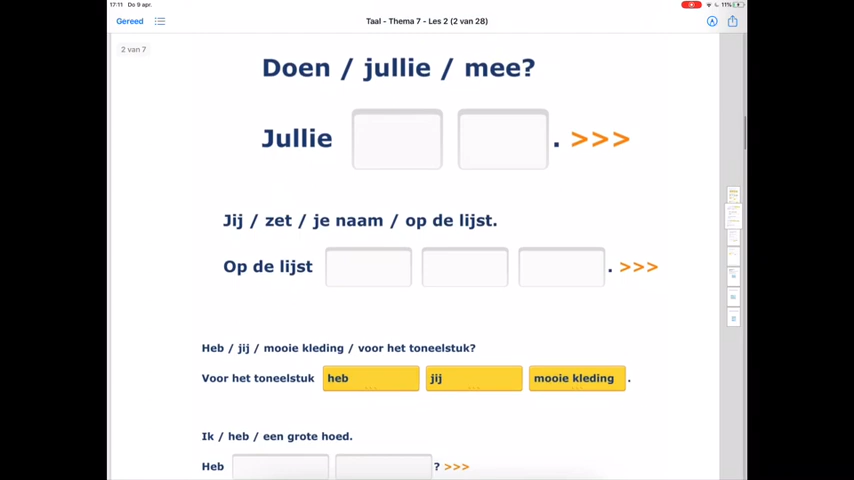 17:11 Do 9 apr.
11%
Gereed
Taal - Thema 7 - Les 2 (2 van 28)
2 van 7
Doen / jullie / mee?
Jullie . >>>
Jij / zet / je naam / op de lijst.
Op de lijst . >>>
Heb / jij / mooie kleding / voor het toneelstuk?
Voor het toneelstuk heb jij mooie kleding .
Ik / heb / een grote hoed.
Heb ? >>>